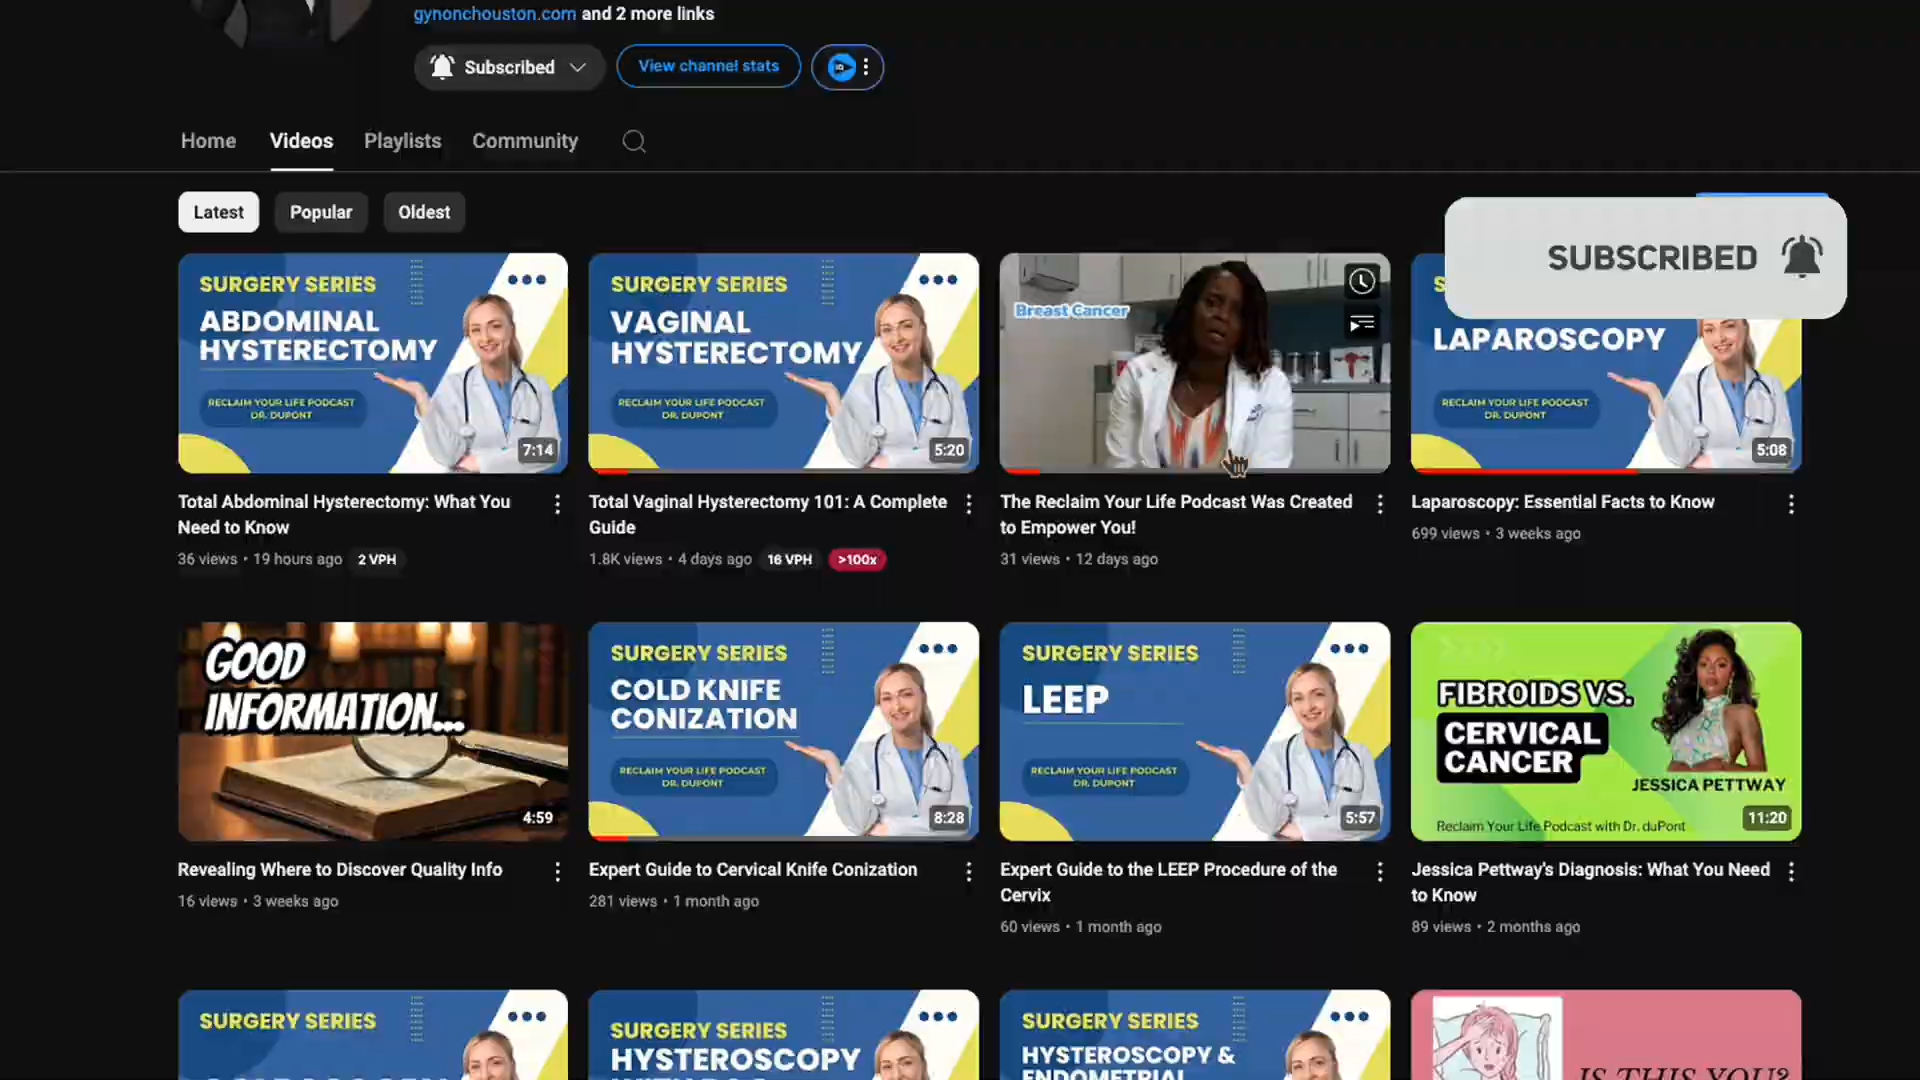 gynonchouston.com and 2 more links
Subscribed
View channel stats
Home
Videos
Playlists
Community
Latest
Popular
Oldest
SUBSCRIBED
SURGERY SERIES
ABDOMINAL
HYSTERECTOMY
RECLAIM YOUR LIFE PODCAST
DR. DUPONT
7:14
SURGERY SERIES
VAGINAL
HYSTERECTOMY
RECLAIM YOUR LIFE PODCAST
DR. DUPONT
5:20
Breast Cancer
S
LAPAROSCOPY
RECLAIM YOUR LIFE PODCAST
DR. DUPONT
5:08
Total Abdominal Hysterectomy: What You
Need to Know
36 views • 19 hours ago 2 VPH
Total Vaginal Hysterectomy 101: A Complete
Guide
1.8K views • 4 days ago 16 VPH >100x
The Reclaim Your Life Podcast Was Created
to Empower You!
31 views • 12 days ago
Laparoscopy: Essential Facts to Know
699 views • 3 weeks ago
GOOD
INFORMATION...
4:59
SURGERY SERIES
COLD KNIFE
CONIZATION
RECLAIM YOUR LIFE PODCAST
DR. DUPONT
8:28
SURGERY SERIES
LEEP
RECLAIM YOUR LIFE PODCAST
DR. DUPONT
5:57
FIBROIDS VS.
CERVICAL
CANCER
JESSICA PETTWAY
Reclaim Your Life Podcast with Dr. duPont
11:20
Revealing Where to Discover Quality Info
16 views • 3 weeks ago
Expert Guide to Cervical Knife Conization
281 views • 1 month ago
Expert Guide to the LEEP Procedure of the
Cervix
60 views • 1 month ago
Jessica Pettway's Diagnosis: What You Need
to Know
89 views • 2 months ago
SURGERY SERIES
SURGERY SERIES
HYSTEROSCOPY
SURGERY SERIES
HYSTEROSCOPY &
ENDOMETRIAL
IS THIS YOU?